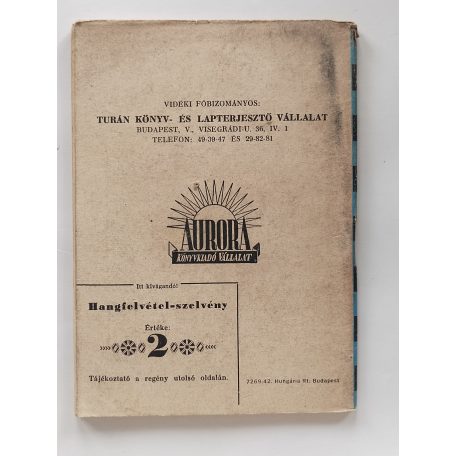 VIDÉKI FŐBIZOMÁNYOS:
TURÁN KÖNYV- ÉS LAPTERJESZTŐ VÁLLALAT
BUDAPEST, V., VISEGRÁDI-U. 36, IV. 1
TELEFON: 49-39-47 ÉS 29-82-81
AURORA
KÖNYVKIADÓ VÁLLALAT
Itt kivágandó!
Hangfelvétel-szelvény
Értéke:
2
Tájékoztató a regény utolsó oldalán.
7269-42. Hungária Rt. Budapest